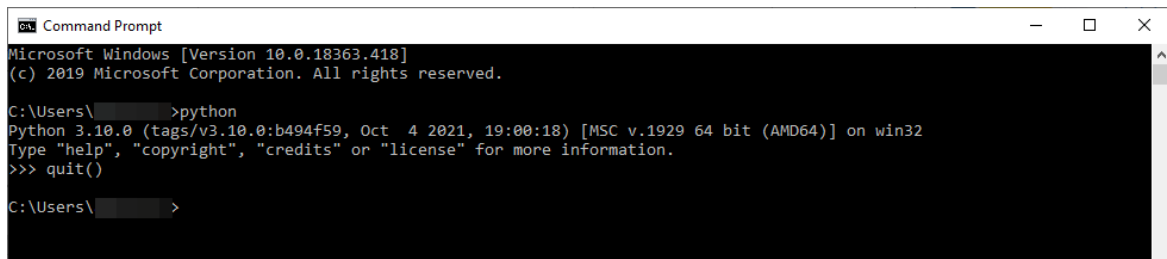 Command Prompt
Microsoft Windows [Version 10.0.18363.418]
(c) 2019 Microsoft Corporation. All rights reserved.
C:\Users\ >python
Python 3.10.0 (tags/v3.10.0:b494f59, Oct  4 2021, 19:00:18) [MSC v.1929 64 bit (AMD64)] on win32
Type "help", "copyright", "credits" or "license" for more information.
>>> quit()
C:\Users\ >